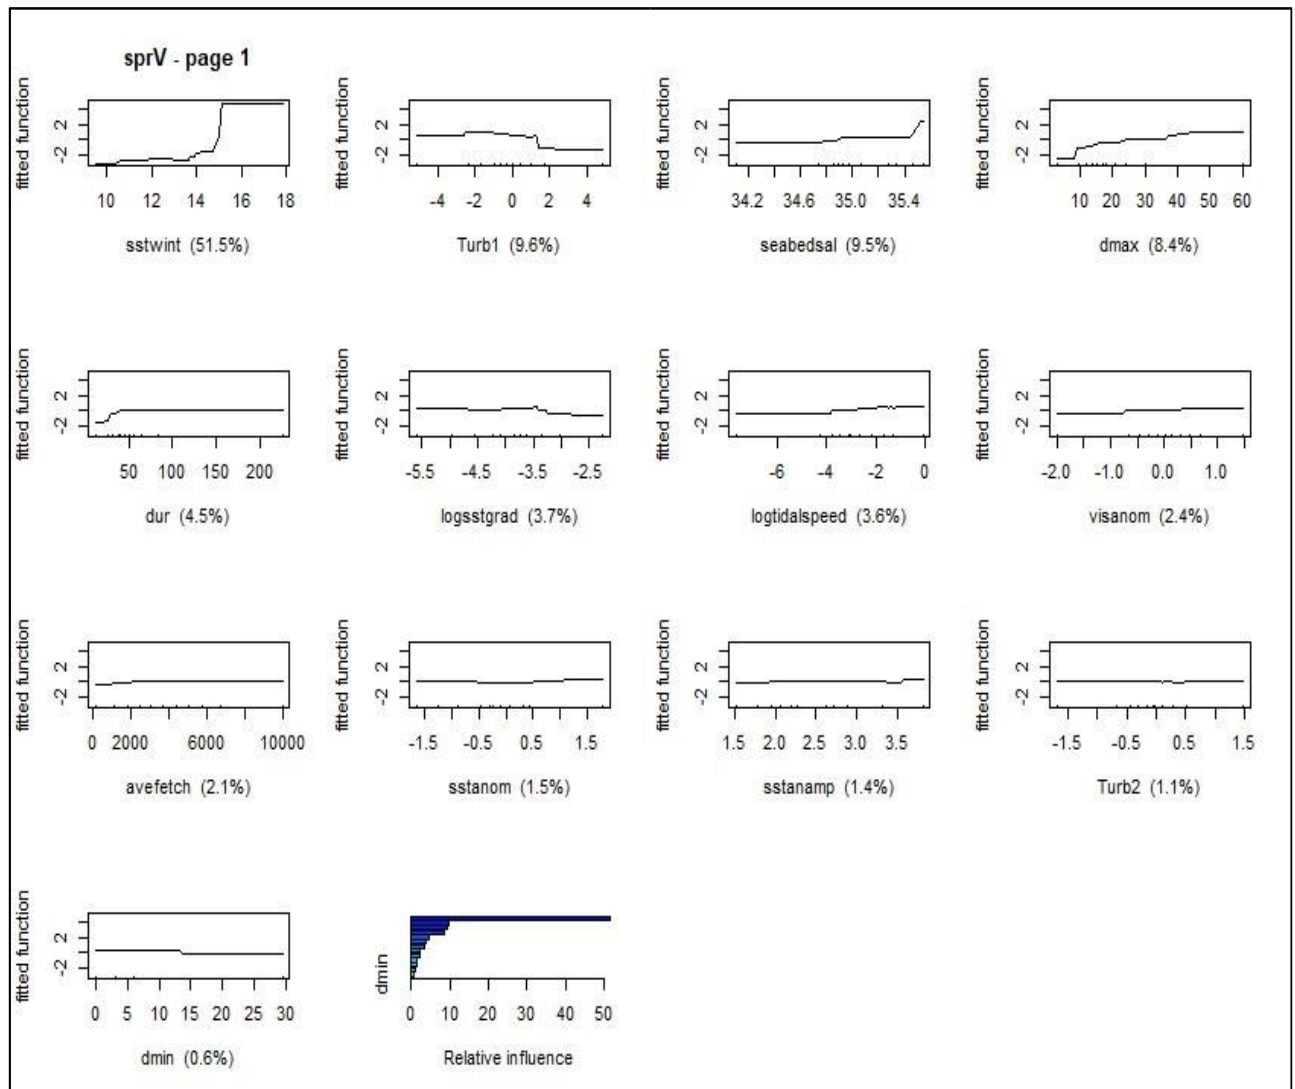 sprV - page 1
fitted function
2
-2
10 12 14 16 18
sstwint (51.5%)
fitted function
2
-2
-4 -2 0 2 4
Turb1 (9.6%)
fitted function
2
-2
34.2 34.6 35.0 35.4
seabedsal (9.5%)
fitted function
2
-2
10 20 30 40 50 60
dmax (8.4%)
fitted function
2
-2
50 100 150 200
dur (4.5%)
fitted function
2
-2
-5.5 -4.5 -3.5 -2.5
logsstgrad (3.7%)
fitted function
2
-2
-6 -4 -2 0
logtidalspeed (3.6%)
fitted function
2
-2
-2.0 -1.0 0.0 1.0
visanom (2.4%)
fitted function
2
-2
0 2000 6000 10000
avefetch (2.1%)
fitted function
2
-2
-1.5 -0.5 0.5 1.5
sstanom (1.5%)
fitted function
2
-2
1.5 2.0 2.5 3.0 3.5
sstanamp (1.4%)
fitted function
2
-2
-1.5 -0.5 0.5 1.5
Turb2 (1.1%)
fitted function
2
-2
0 5 10 15 20 25 30
dmin (0.6%)
dmin
0 10 20 30 40 50
Relative influence